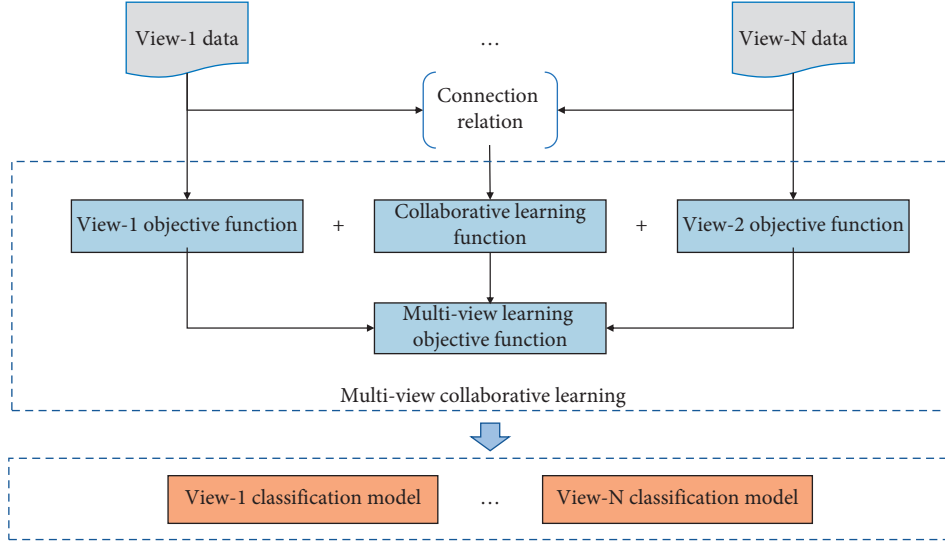 View-1 data
...
View-N data
Connection
relation
View-1 objective function
+
Collaborative learning
function
+
View-2 objective function
Multi-view learning
objective function
Multi-view collaborative learning
View-1 classification model
...
View-N classification model